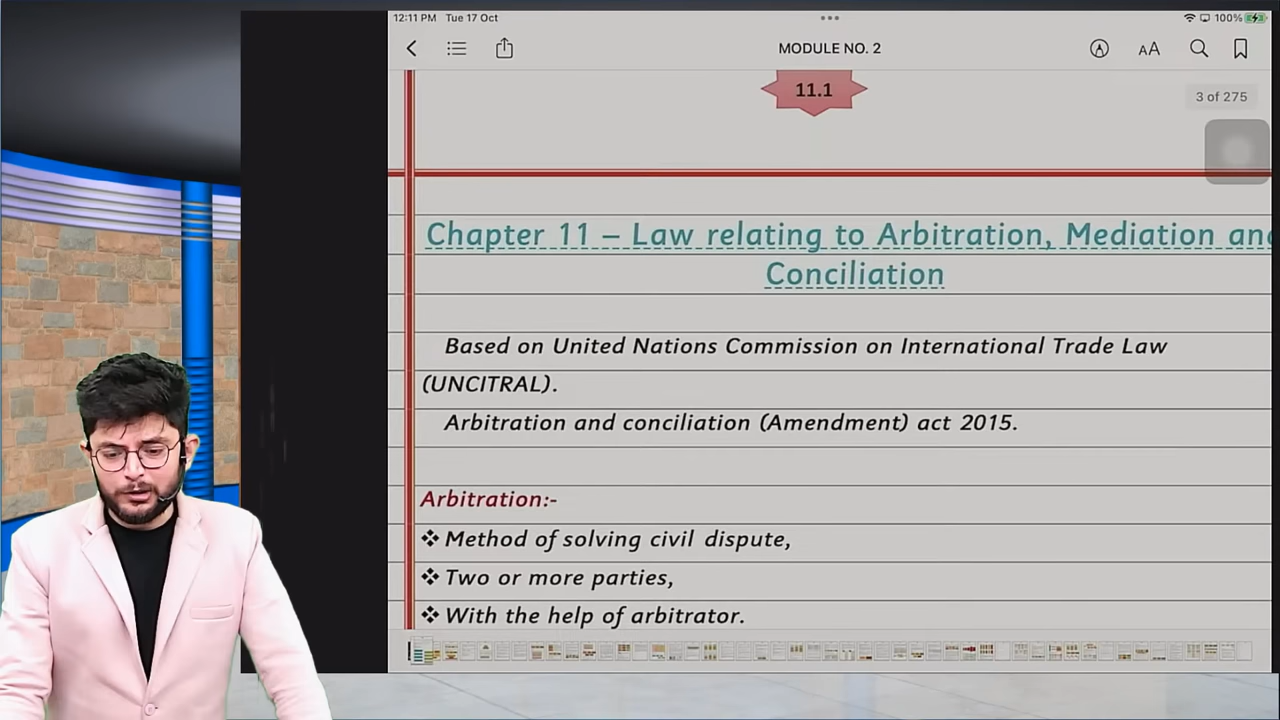 12:11 PM Tue 17 Oct
100%
MODULE NO. 2
AA
11.1
3 of 275
Chapter 11 – Law relating to Arbitration, Mediation and
Conciliation
Based on United Nations Commission on International Trade Law
(UNCITRAL).
Arbitration and conciliation (Amendment) act 2015.
Arbitration:-
❖ Method of solving civil dispute,
❖ Two or more parties,
❖ With the help of arbitrator.